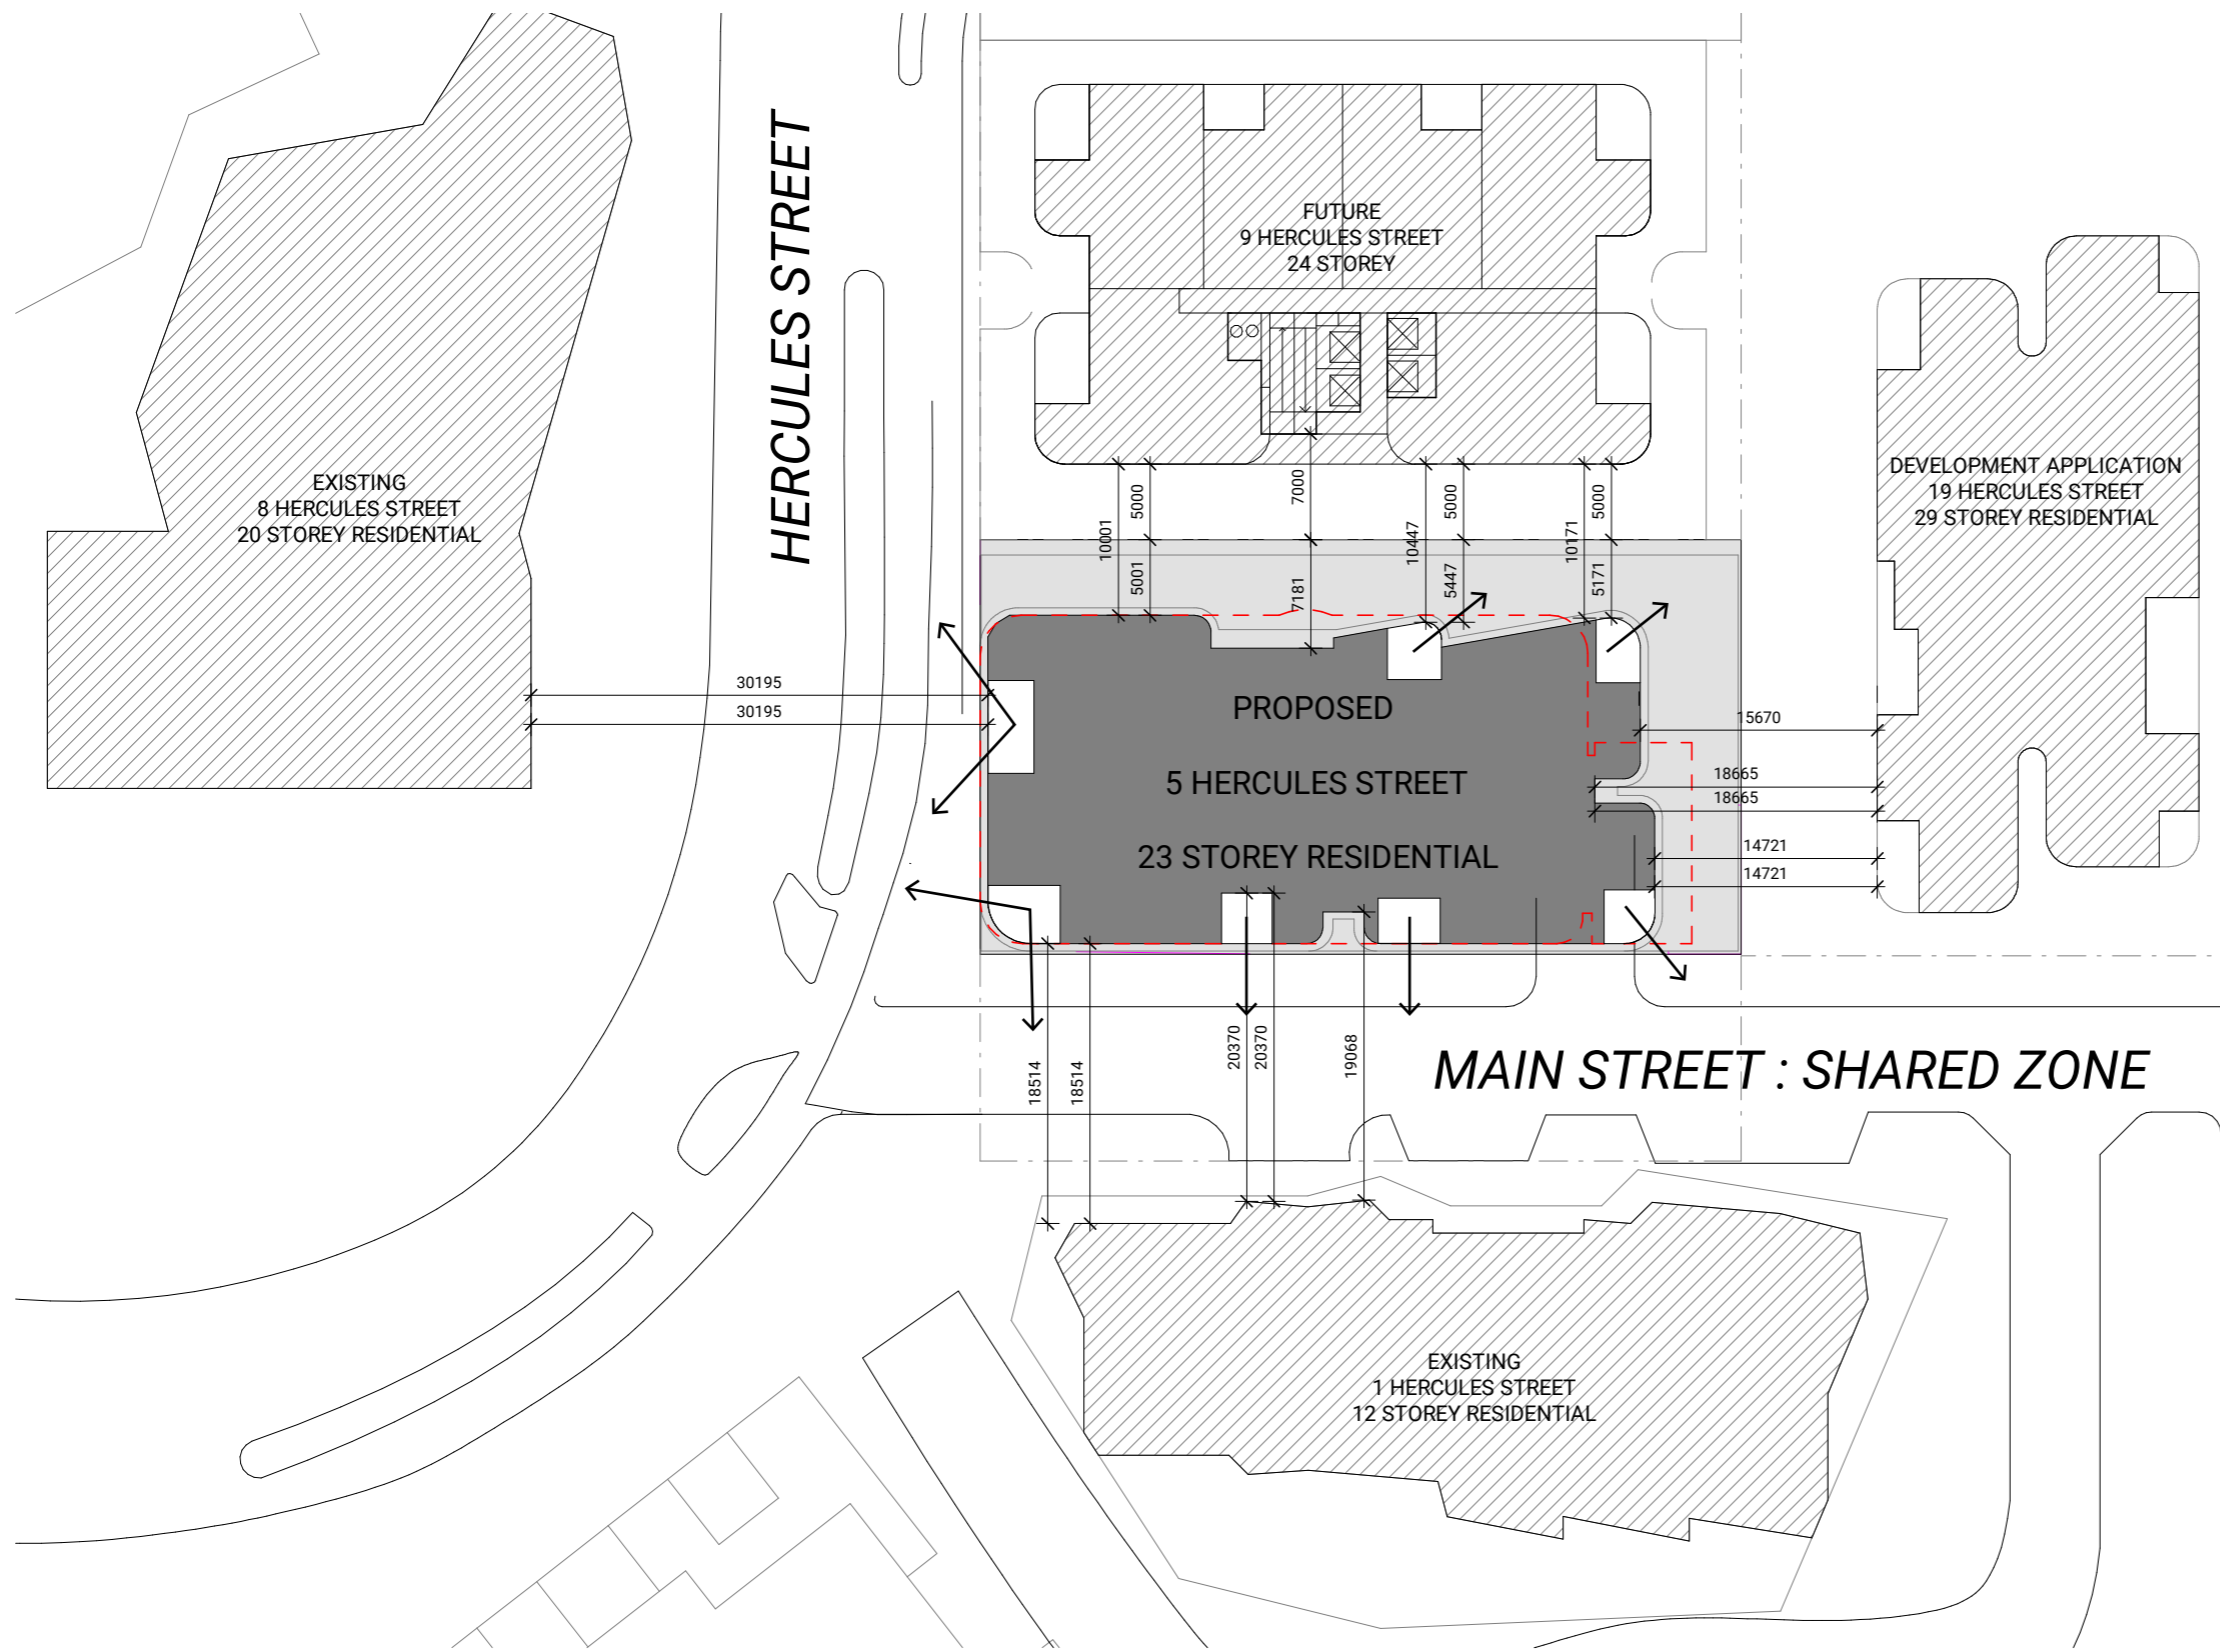 HERCULES STREET
FUTURE
9 HERCULES STREET
24 STOREY
EXISTING
8 HERCULES STREET
20 STOREY RESIDENTIAL
DEVELOPMENT APPLICATION
19 HERCULES STREET
29 STOREY RESIDENTIAL
10001
5000
5001
7000
7181
10447
5000
5447
10171
5000
5171
30195
30195
PROPOSED
5 HERCULES STREET
23 STOREY RESIDENTIAL
15670
18665
18665
14721
14721
18514
18514
20370
20370
19068
MAIN STREET : SHARED ZONE
EXISTING
1 HERCULES STREET
12 STOREY RESIDENTIAL